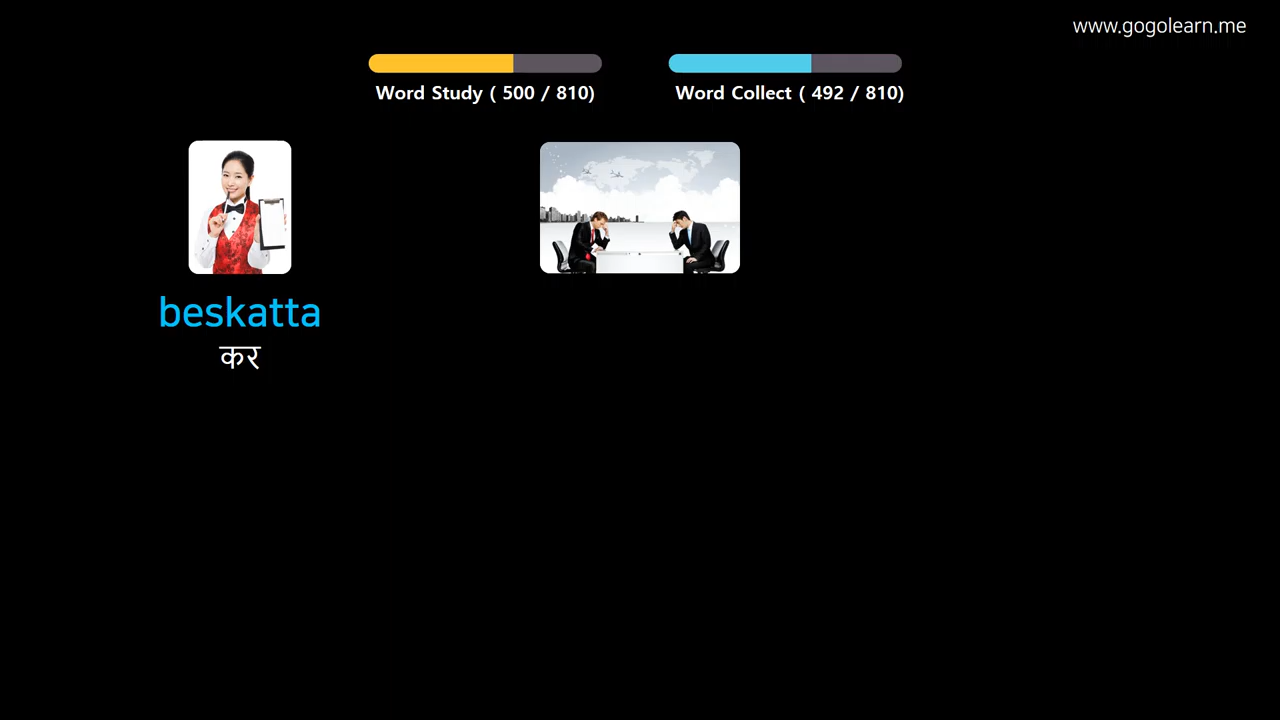 www.gogolearn.me
Word Study ( 500 / 810)
Word Collect ( 492 / 810)
beskatta
कर